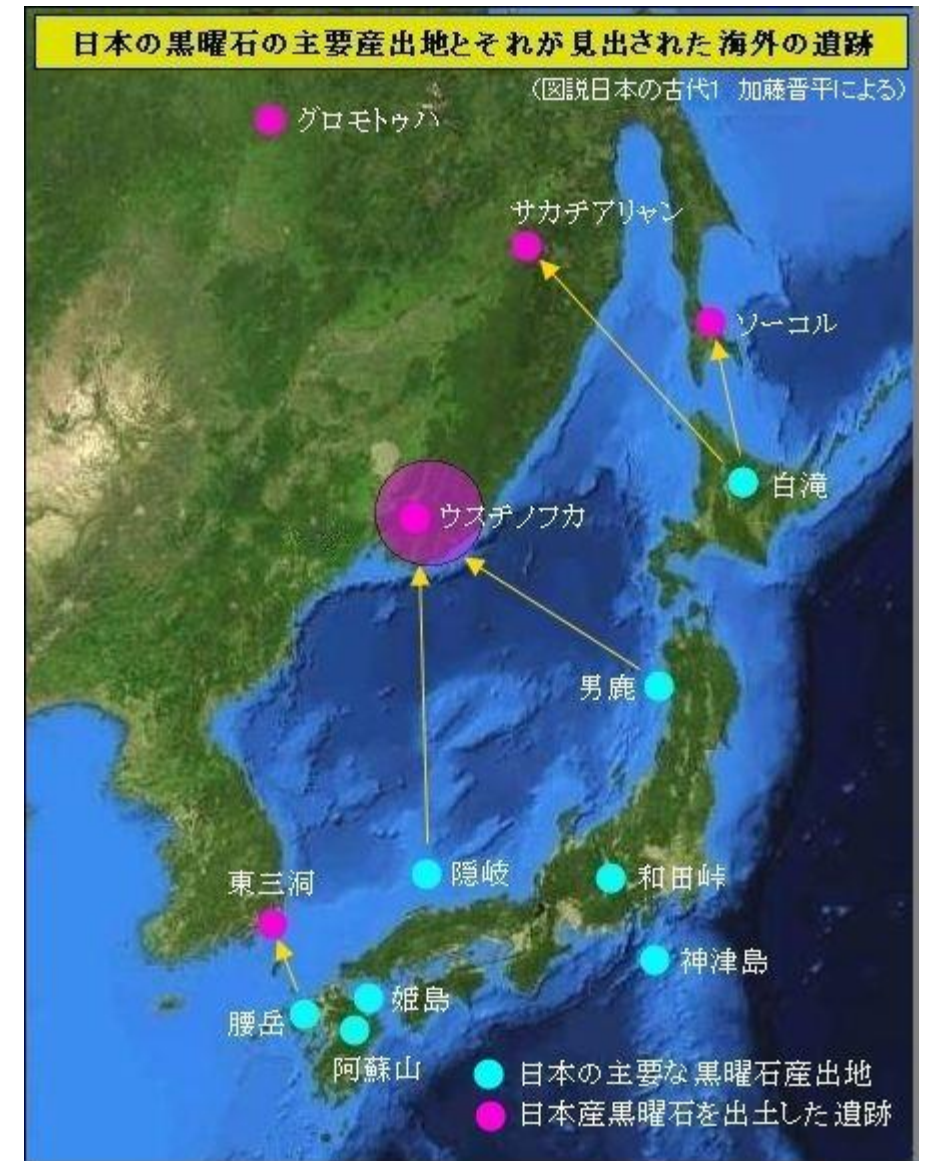 日本の黒曜石の主要産出地とそれが見出された海外の遺跡
(図説日本の古代1 加藤晋平による)
グロモトゥハ
サカチアリャン
ソーコル
白滝
ウスチノフカ
男鹿
隠岐
和田峠
東三洞
神津島
姫島
腰岳
阿蘇山
日本の主要な黒曜石産出地
日本産黒曜石を出土した遺跡